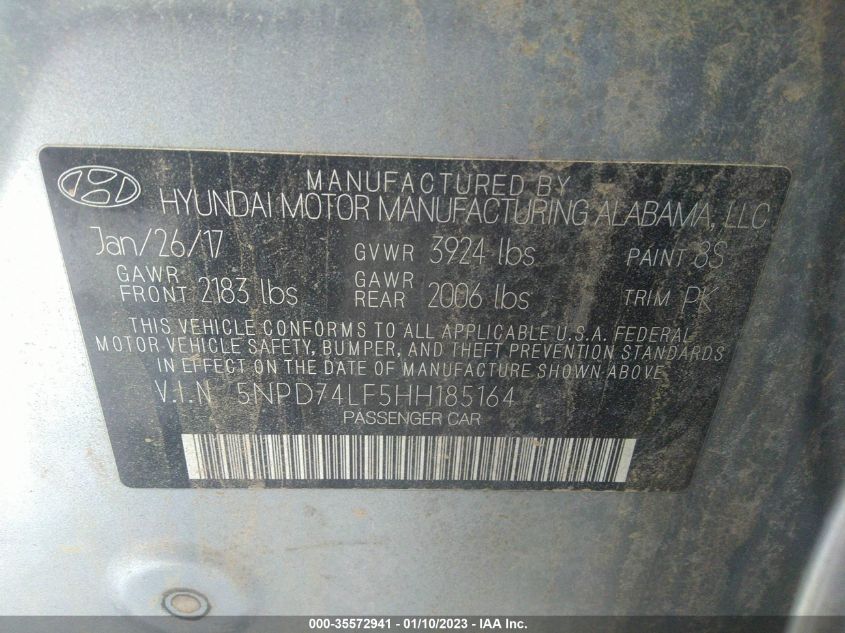 MANUFACTURED BY
HYUNDAI MOTOR MANUFACTURING ALABAMA, LLC
Jan/26/17 GVWR 3924 lbs PAINT 8S
GAWR FRONT 2183 lbs GAWR REAR 2006 lbs TRIM PK
THIS VEHICLE CONFORMS TO ALL APPLICABLE U.S.A. FEDERAL
MOTOR VEHICLE SAFETY, BUMPER, AND THEFT PREVENTION STANDARDS
IN EFFECT ON THE DATE OF MANUFACTURE SHOWN ABOVE.
V.I.N 5NPD74LF5HH185164
PASSENGER CAR
000-35572941 - 01/10/2023 - IAA Inc.